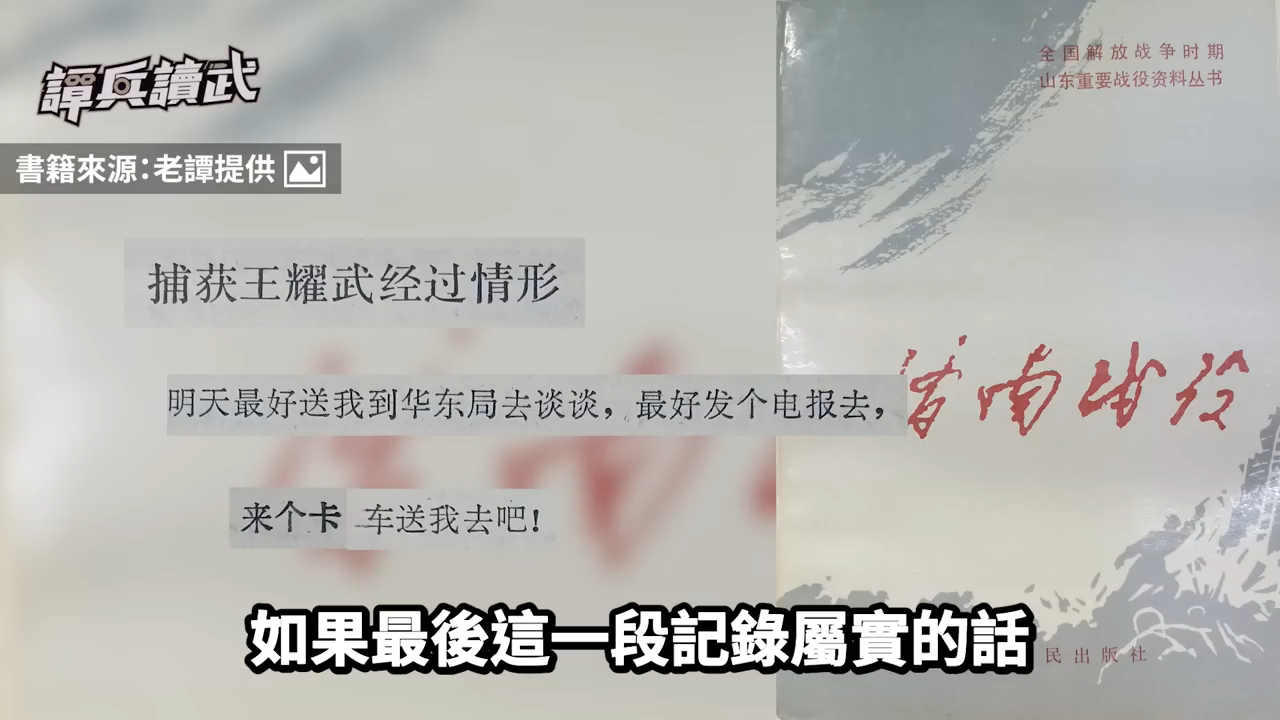 譚兵讀武
書籍來源：老譚提供
全国解放战争时期
山东重要战役资料丛书
捕获王耀武经过情形
明天最好送我到华东局去谈谈，最好发个电报去，
来个卡车送我去吧！
济南战役
民出版社
如果最後這一段記錄屬實的話